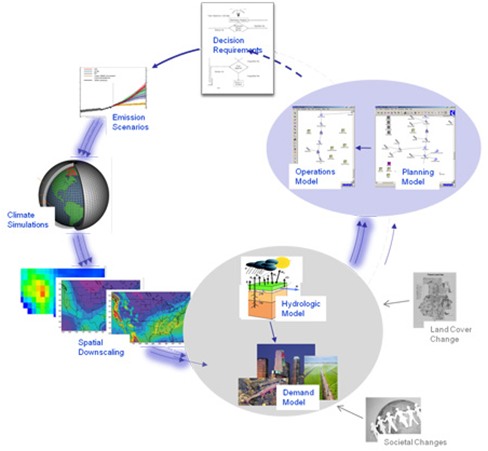 Decision
Requirements
Emission
Scenarios
Operations
Model
Planning
Model
Climate
Simulations
Hydrologic
Model
Spatial
Downscaling
Land Cover
Change
Demand
Model
Societal Changes